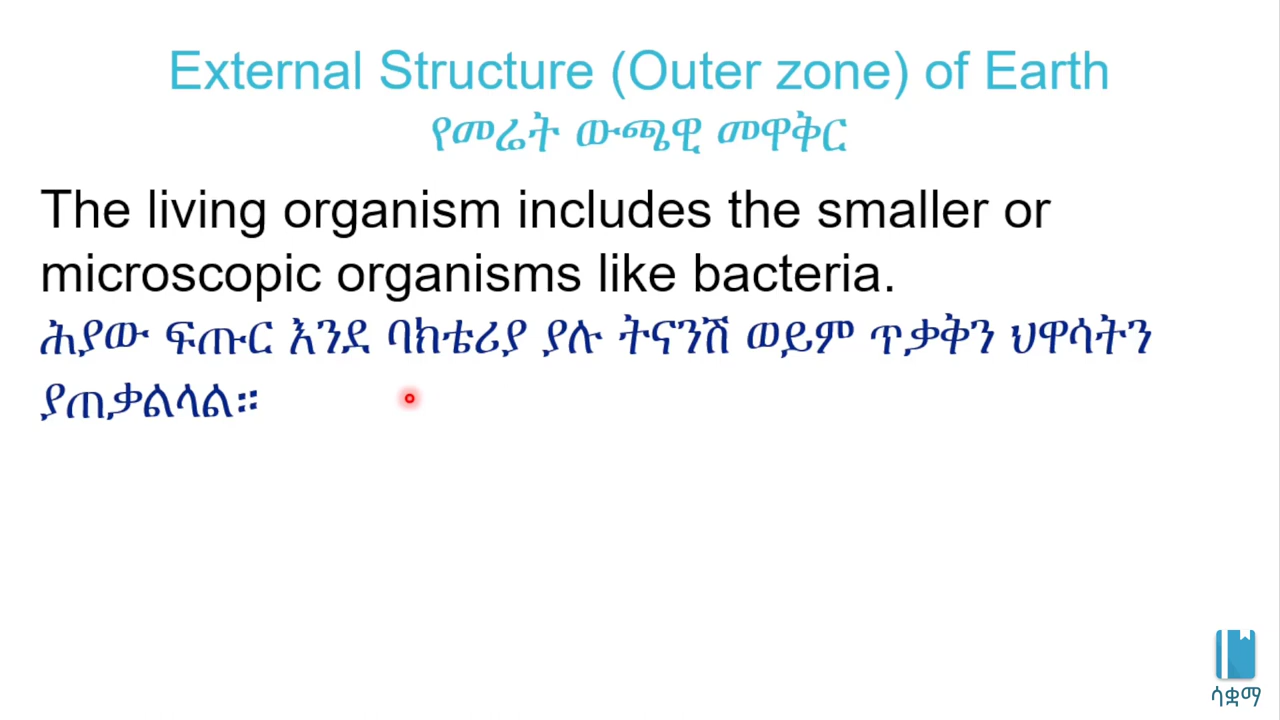 External Structure (Outer zone) of Earth
የመሬት ውጫዊ መዋቅር
The living organism includes the smaller or
microscopic organisms like bacteria.
ሕያው ፍጡር እንደ ባክቴሪያ ያሉ ትናንሽ ወይም ጥቃቅን ህዋሳትን
ያጠቃልላል።
ሳቋማ